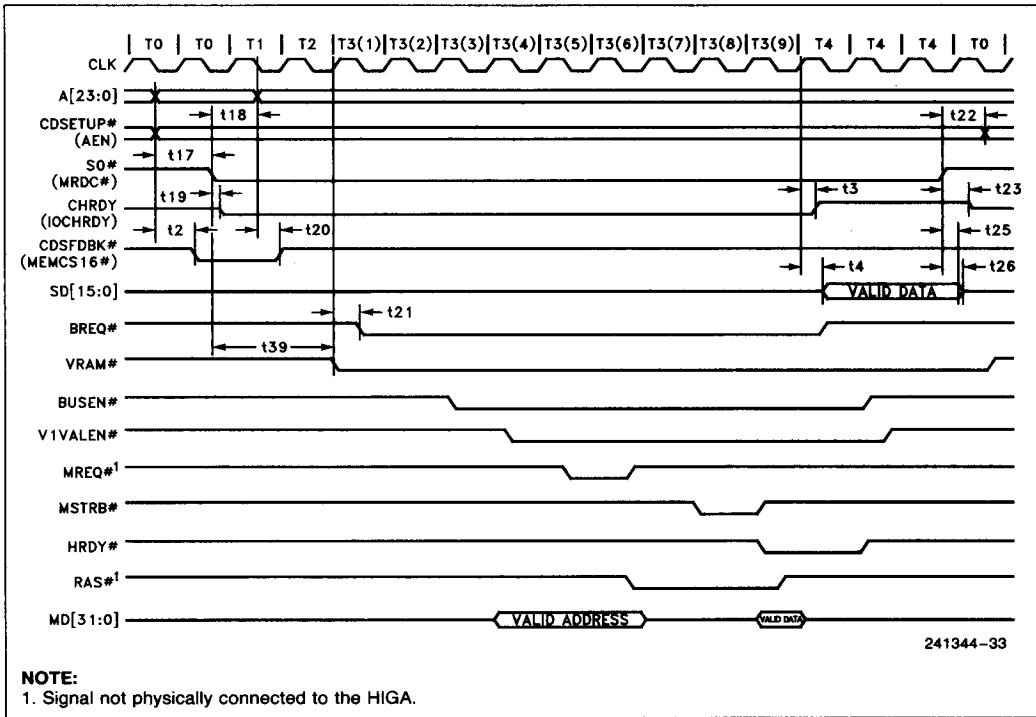 T0 T0 T1 T2 T3(1) T3(2) T3(3) T3(4) T3(5) T3(6) T3(7) T3(8) T3(9) T4 T4 T4 T0
CLK
A[23:0]
t18
t22
CDSETUP#
(AEN)
t17
S0#
(MRDC#)
t19
t3
t23
CHRDY
(IOCHRDY)
t2
t20
t25
CDSFDBK#
(MEMCS16#)
t4
t26
SD[15:0]
VALID DATA
t21
BREQ#
t39
VRAM#
BUSEN#
V1VALEN#
MREQ#1
MSTRB#
HRDY#
RAS#1
MD[31:0]
VALID ADDRESS
VALID DATA
241344-33
NOTE:
1. Signal not physically connected to the HIGA.